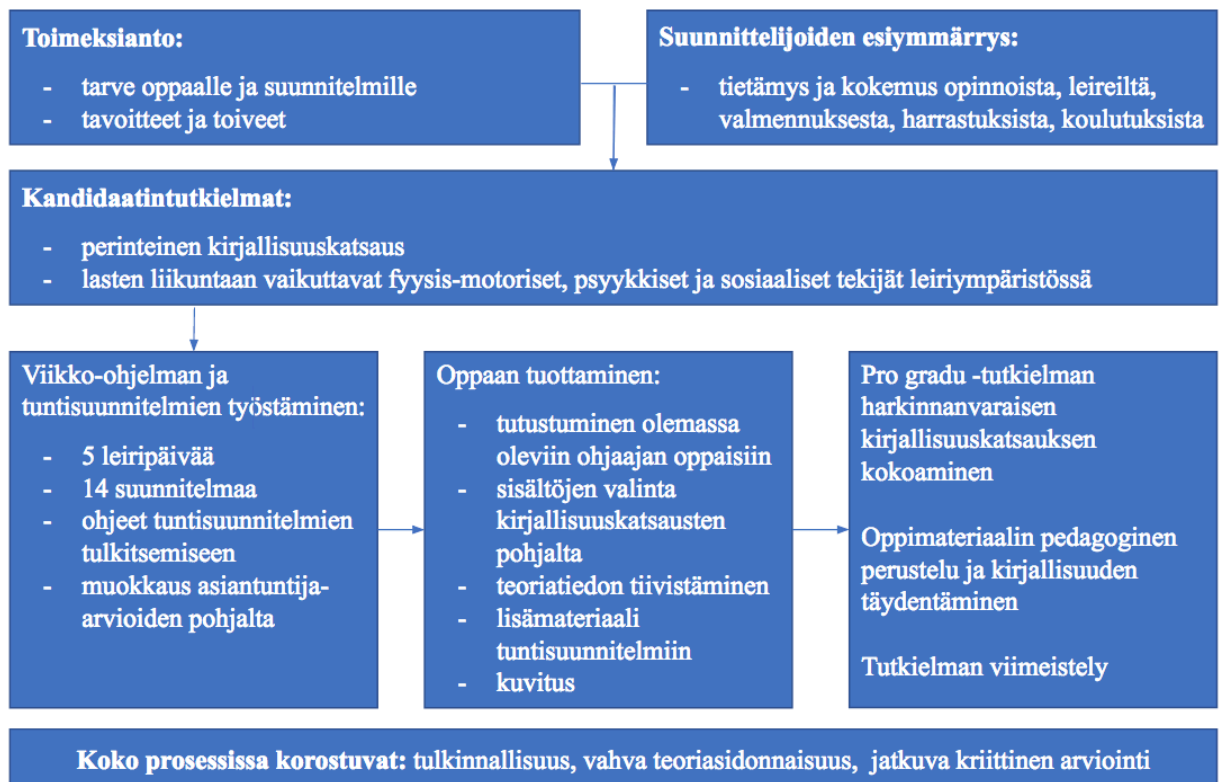 Toimeksianto:
- tarve oppaalle ja suunnitelmille
- tavoitteet ja toiveet
Suunnittelijoiden esiymmärrys:
- tietämys ja kokemus opinnoista, leireiltä,
valmennuksesta, harrastuksista, koulutuksista
Kandidaatintutkielmat:
- perinteinen kirjallisuuskatsaus
- lasten liikuntaan vaikuttavat fyysis-motoriset, psyykkiset ja sosiaaliset tekijät leiriympäristössä
Viikko-ohjelman ja
tuntisuunnitelmien työstäminen:
- 5 leiripäivää
- 14 suunnitelmaa
- ohjeet tuntisuunnitelmien
tulkitsemiseen
- muokkaus asiantuntija-
arvioiden pohjalta
Oppaan tuottaminen:
- tutustuminen olemassa
oleviin ohjaajan oppaisiin
- sisältöjen valinta
kirjallisuuskatsausten
pohjalta
- teoriatiedon tiivistäminen
- lisämateriaali
tuntisuunnitelmiin
- kuvitus
Pro gradu -tutkielman
harkinnanvaraisen
kirjallisuuskatsauksen
kokoaminen
Oppimateriaalin pedagoginen
perustelu ja kirjallisuuden
täydentäminen
Tutkielman viimeistely
Koko prosessissa korostuvat: tulkinnallisuus, vahva teoriasidonnaisuus, jatkuva kriittinen arviointi